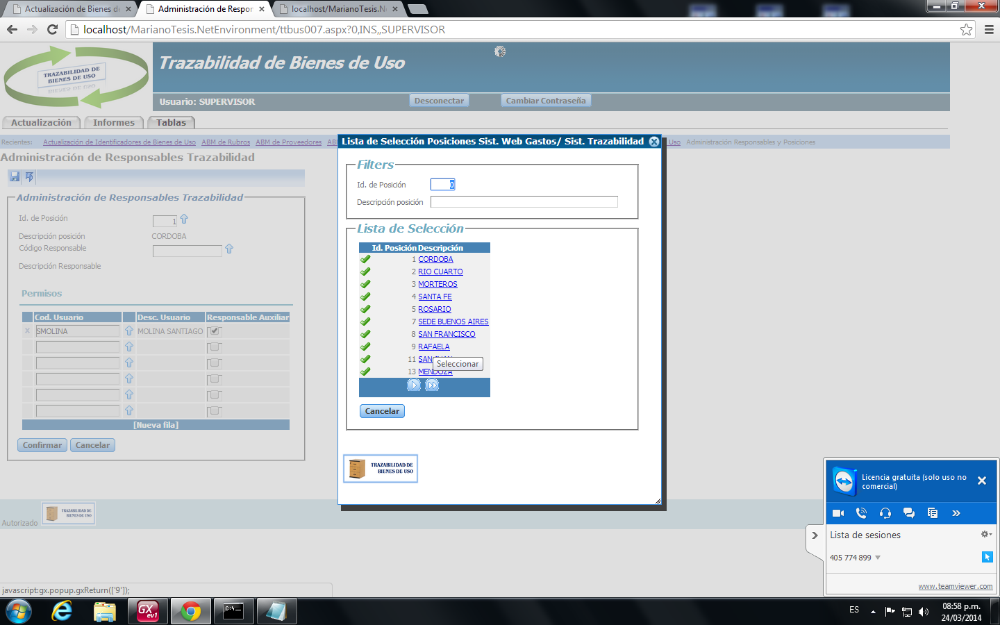 Actualización de Bienes de
Administración de Respon
localhost/MarianoTesis.Ne
localhost/MarianoTesis.NetEnvironment/ttbus007.aspx?0,INS,,SUPERVISOR
TRAZABILIDAD DE
BIENES DE USO
Trazabilidad de Bienes de Uso
Usuario: SUPERVISOR
Desconectar
Cambiar Contraseña
Actualización
Informes
Tablas
Recientes: Actualización de Identificadores de Bienes de Uso ABM de Rubros ABM de Proveedores AB
Uso Administración Responsables y Posiciones
Administración de Responsables Trazabilidad
Administración de Responsables Trazabilidad
Id. de Posición 1
Descripción posición CORDOBA
Código Responsable
Descripción Responsable
Permisos
Cod. Usuario Desc. Usuario Responsable Auxiliar
x SMOLINA MOLINA SANTIAGO
[Nueva fila]
Confirmar Cancelar
Lista de Selección Posiciones Sist. Web Gastos/ Sist. Trazabilidad
Filters
Id. de Posición 0
Descripción posición
Lista de Selección
Id. Posición Descripción
1 CORDOBA
2 RIO CUARTO
3 MORTEROS
4 SANTA FE
5 ROSARIO
7 SEDE BUENOS AIRES
8 SAN FRANCISCO
9 RAFAELA
11 SAN
Seleccionar
13 MENDOZA
Cancelar
TRAZABILIDAD DE
BIENES DE USO
Autorizado
TRAZABILIDAD DE
BIENES DE USO
Licencia gratuita (solo uso no
comercial)
Lista de sesiones
405 774 899
www.teamviewer.com
javascript:gx.popup.gxReturn(['9']);
GX
ev1
C:\_
ES
08:58 p.m.
24/03/2014